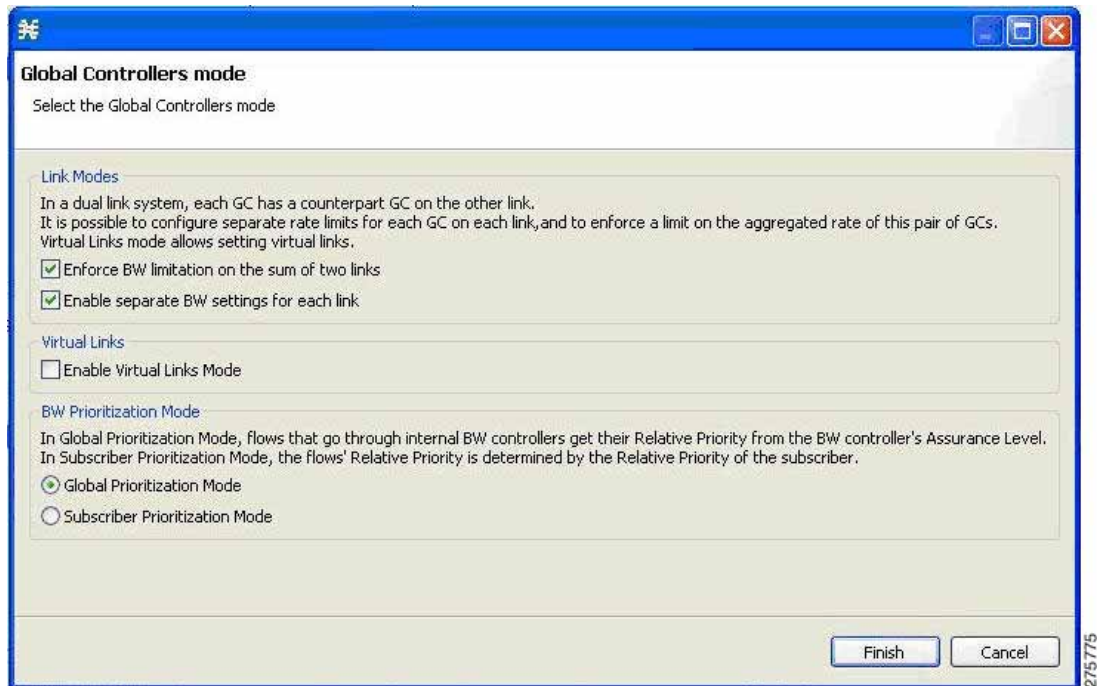 Global Controllers mode
Select the Global Controllers mode
Link Modes
In a dual link system, each GC has a counterpart GC on the other link.
It is possible to configure separate rate limits for each GC on each link,and to enforce a limit on the aggregated rate of this pair of GCs.
Virtual Links mode allows setting virtual links.
Enforce BW limitation on the sum of two links
Enable separate BW settings for each link
Virtual Links
Enable Virtual Links Mode
BW Prioritization Mode
In Global Prioritization Mode, flows that go through internal BW controllers get their Relative Priority from the BW controller's Assurance Level.
In Subscriber Prioritization Mode, the flows' Relative Priority is determined by the Relative Priority of the subscriber.
Global Prioritization Mode
Subscriber Prioritization Mode
Finish
Cancel
275775